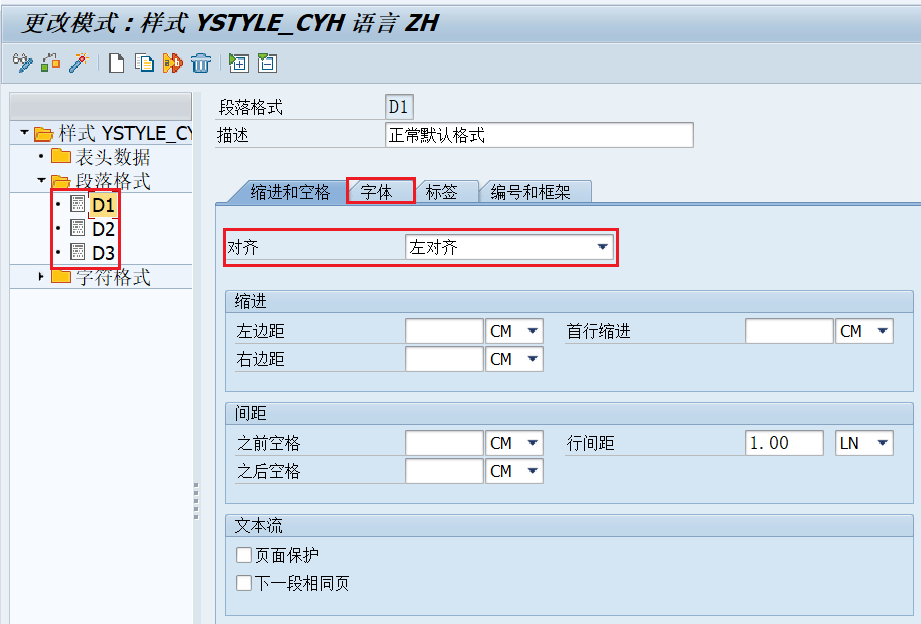 更改模式：样式 YSTYLE_CYH 语言 ZH
样式 YSTYLE_CY
表头数据
段落格式
D1
D2
D3
字符格式
段落格式 D1
描述 正常默认格式
缩进和空格 字体 标签 编号和框架
对齐 左对齐
缩进
左边距 CM 首行缩进 CM
右边距 CM
间距
之前空格 CM 行间距 1.00 LN
之后空格 CM
文本流
页面保护
下一段相同页